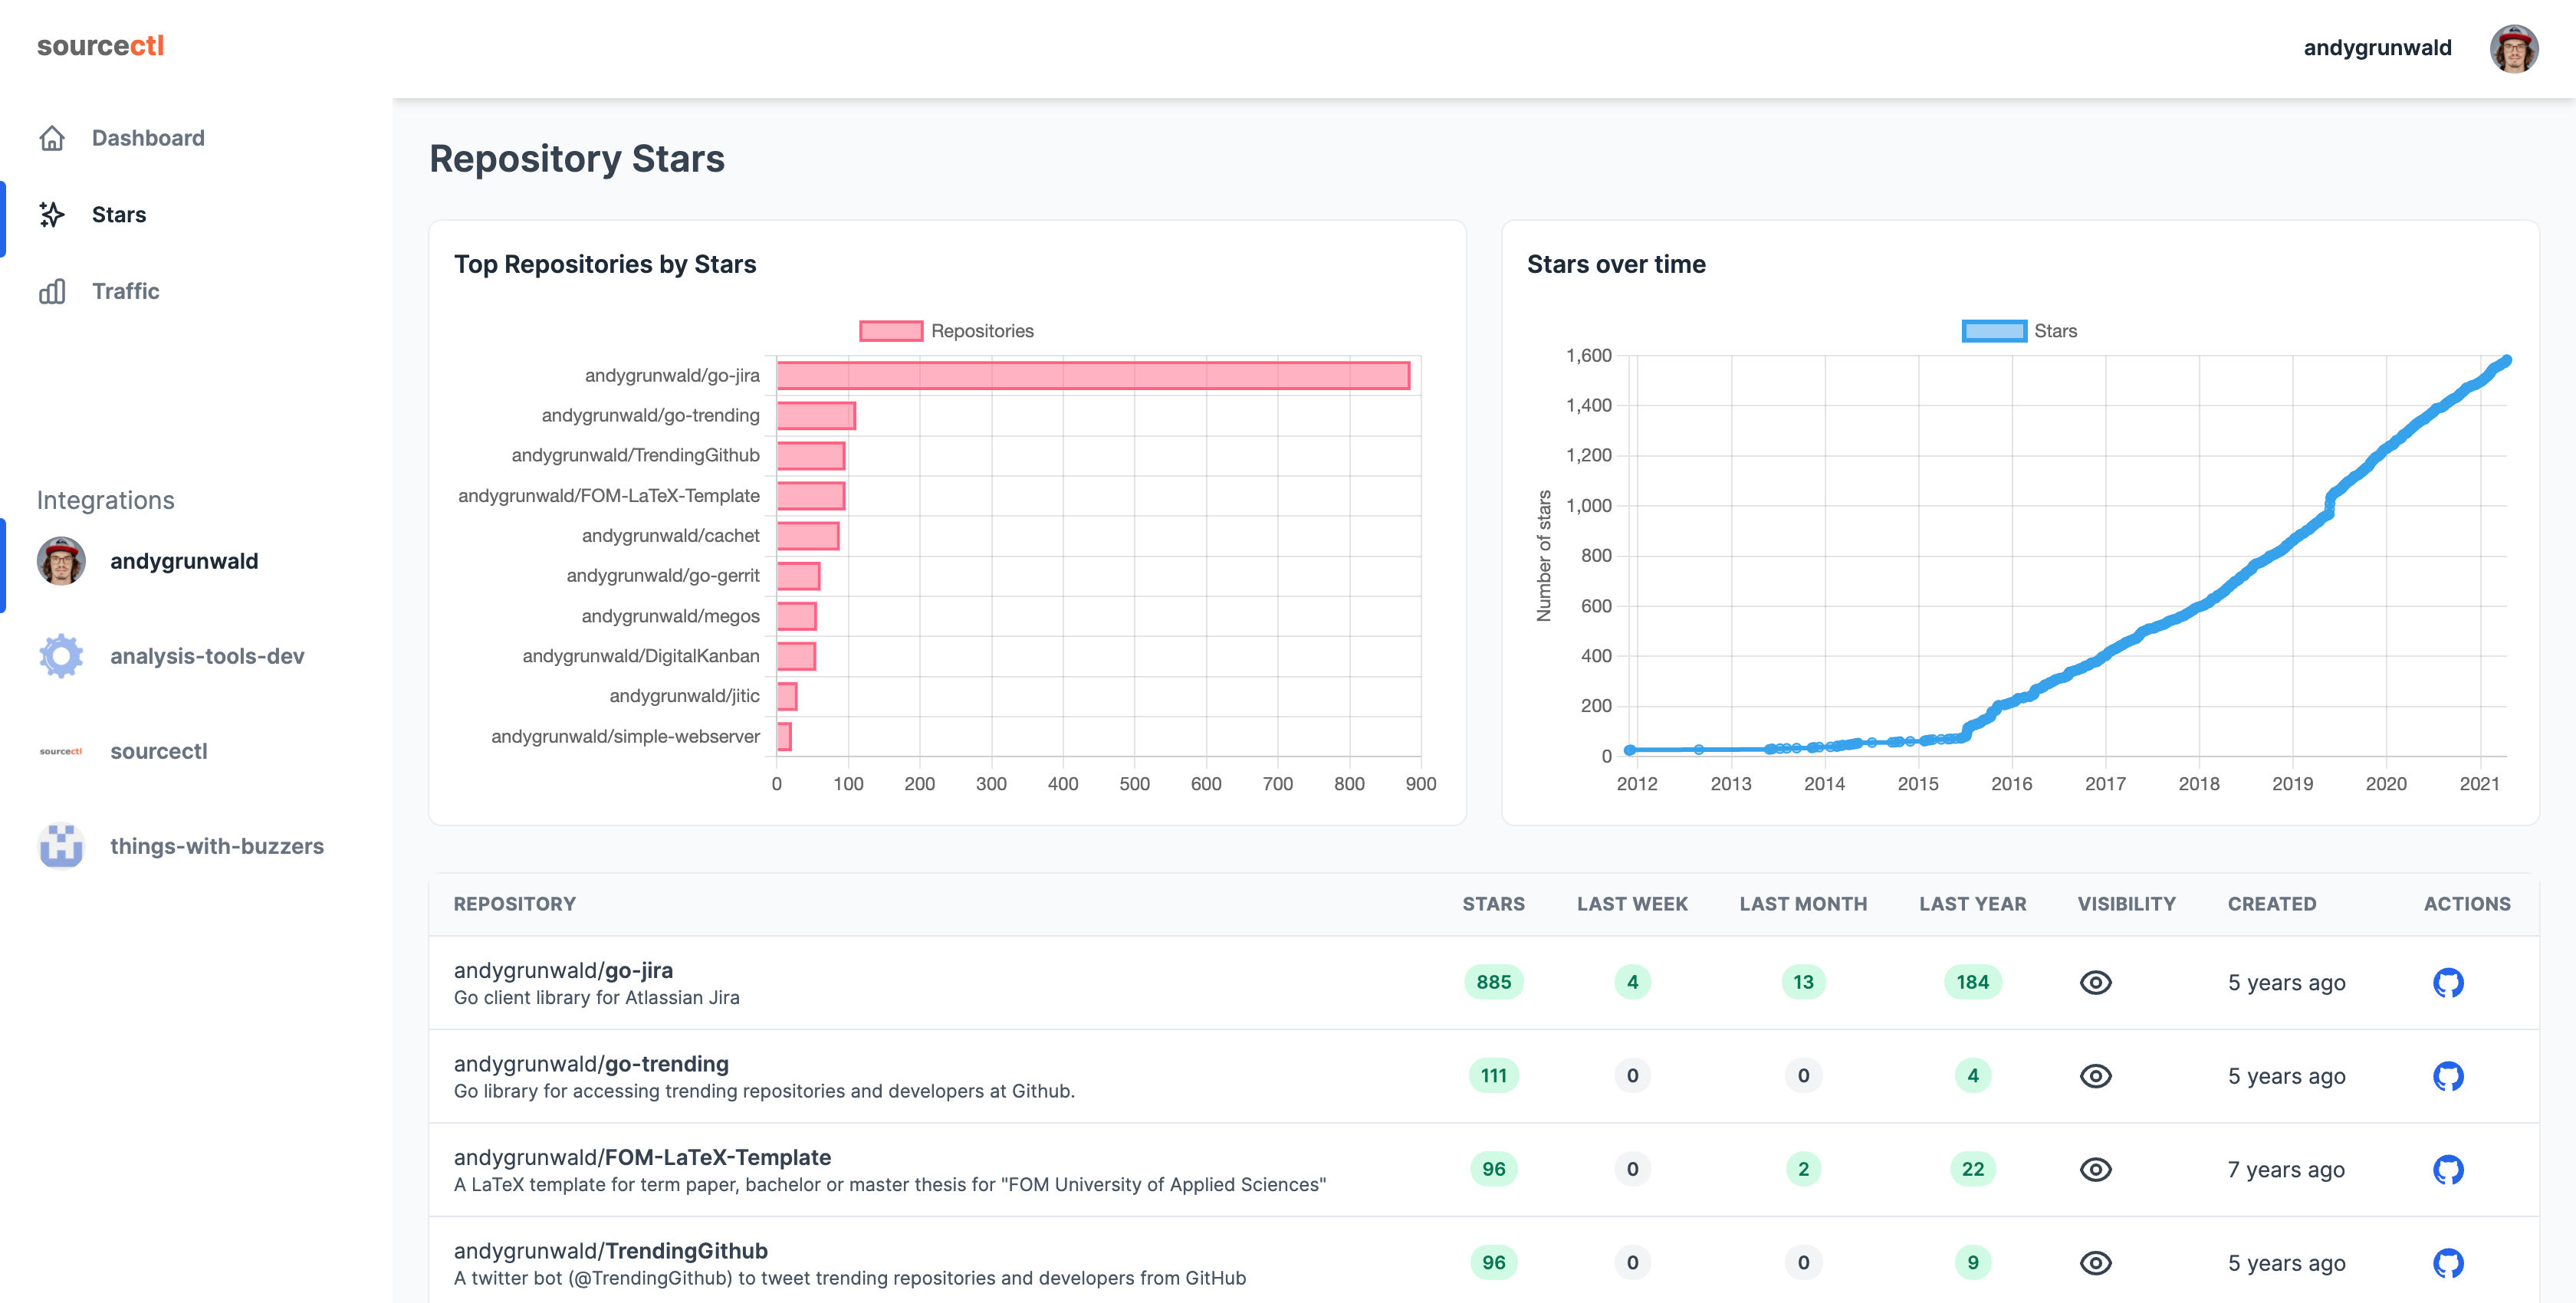 sourcectl
andygrunwald
Dashboard
Stars
Traffic
Integrations
andygrunwald
analysis-tools-dev
sourcectl
sourcectl
things-with-buzzers
Repository Stars
Top Repositories by Stars
Repositories
andygrunwald/go-jira
andygrunwald/go-trending
andygrunwald/TrendingGithub
andygrunwald/FOM-LaTeX-Template
andygrunwald/cachet
andygrunwald/go-gerrit
andygrunwald/megos
andygrunwald/DigitalKanban
andygrunwald/jitic
andygrunwald/simple-webserver
0 100 200 300 400 500 600 700 800 900
Stars over time
Stars
Number of stars
1,600
1,400
1,200
1,000
800
600
400
200
0
2012 2013 2014 2015 2016 2017 2018 2019 2020 2021
REPOSITORY STARS LAST WEEK LAST MONTH LAST YEAR VISIBILITY CREATED ACTIONS
andygrunwald/go-jira 885 4 13 184 5 years ago
Go client library for Atlassian Jira
andygrunwald/go-trending 111 0 0 4 5 years ago
Go library for accessing trending repositories and developers at Github.
andygrunwald/FOM-LaTeX-Template 96 0 2 22 7 years ago
A LaTeX template for term paper, bachelor or master thesis for "FOM University of Applied Sciences"
andygrunwald/TrendingGithub 96 0 0 9 5 years ago
A twitter bot (@TrendingGithub) to tweet trending repositories and developers from GitHub